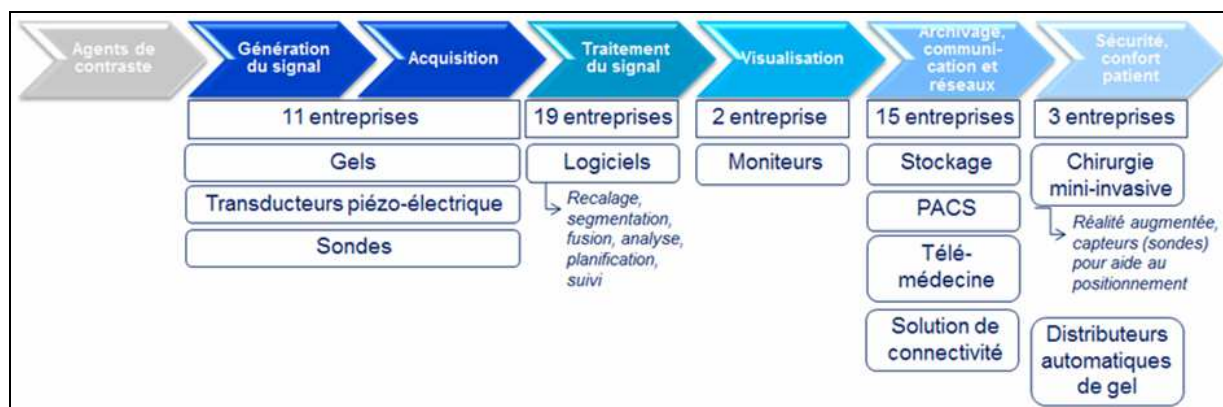 Agents de
contraste
Génération
du signal
Acquisition
Traitement
du signal
Visualisation
Archivage,
communi-
cation et
réseaux
Sécurité,
confort
patient
11 entreprises
19 entreprises
2 entreprise
15 entreprises
3 entreprises
Gels
Transducteurs piézo-électrique
Sondes
Logiciels
Recalage,
segmentation,
fusion, analyse,
planification,
suivi
Moniteurs
Stockage
PACS
Télé-
médecine
Solution de
connectivité
Chirurgie
mini-invasive
Réalité augmentée,
capteurs (sondes)
pour aide au
positionnement
Distributeurs
automatiques
de gel